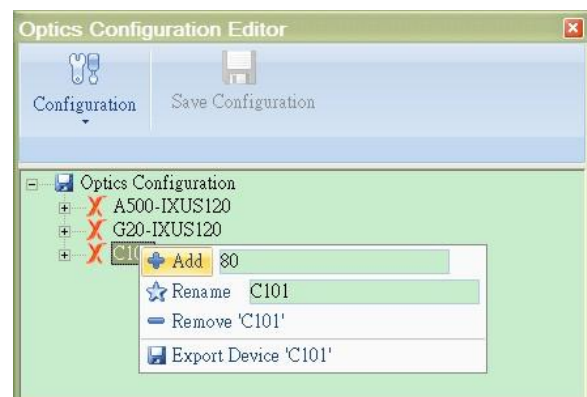 Optics Configuration Editor
Configuration
Save Configuration
Optics Configuration
A500-IXUS120
G20-IXUS120
C101
Add 80
Rename C101
Remove 'C101'
Export Device 'C101'